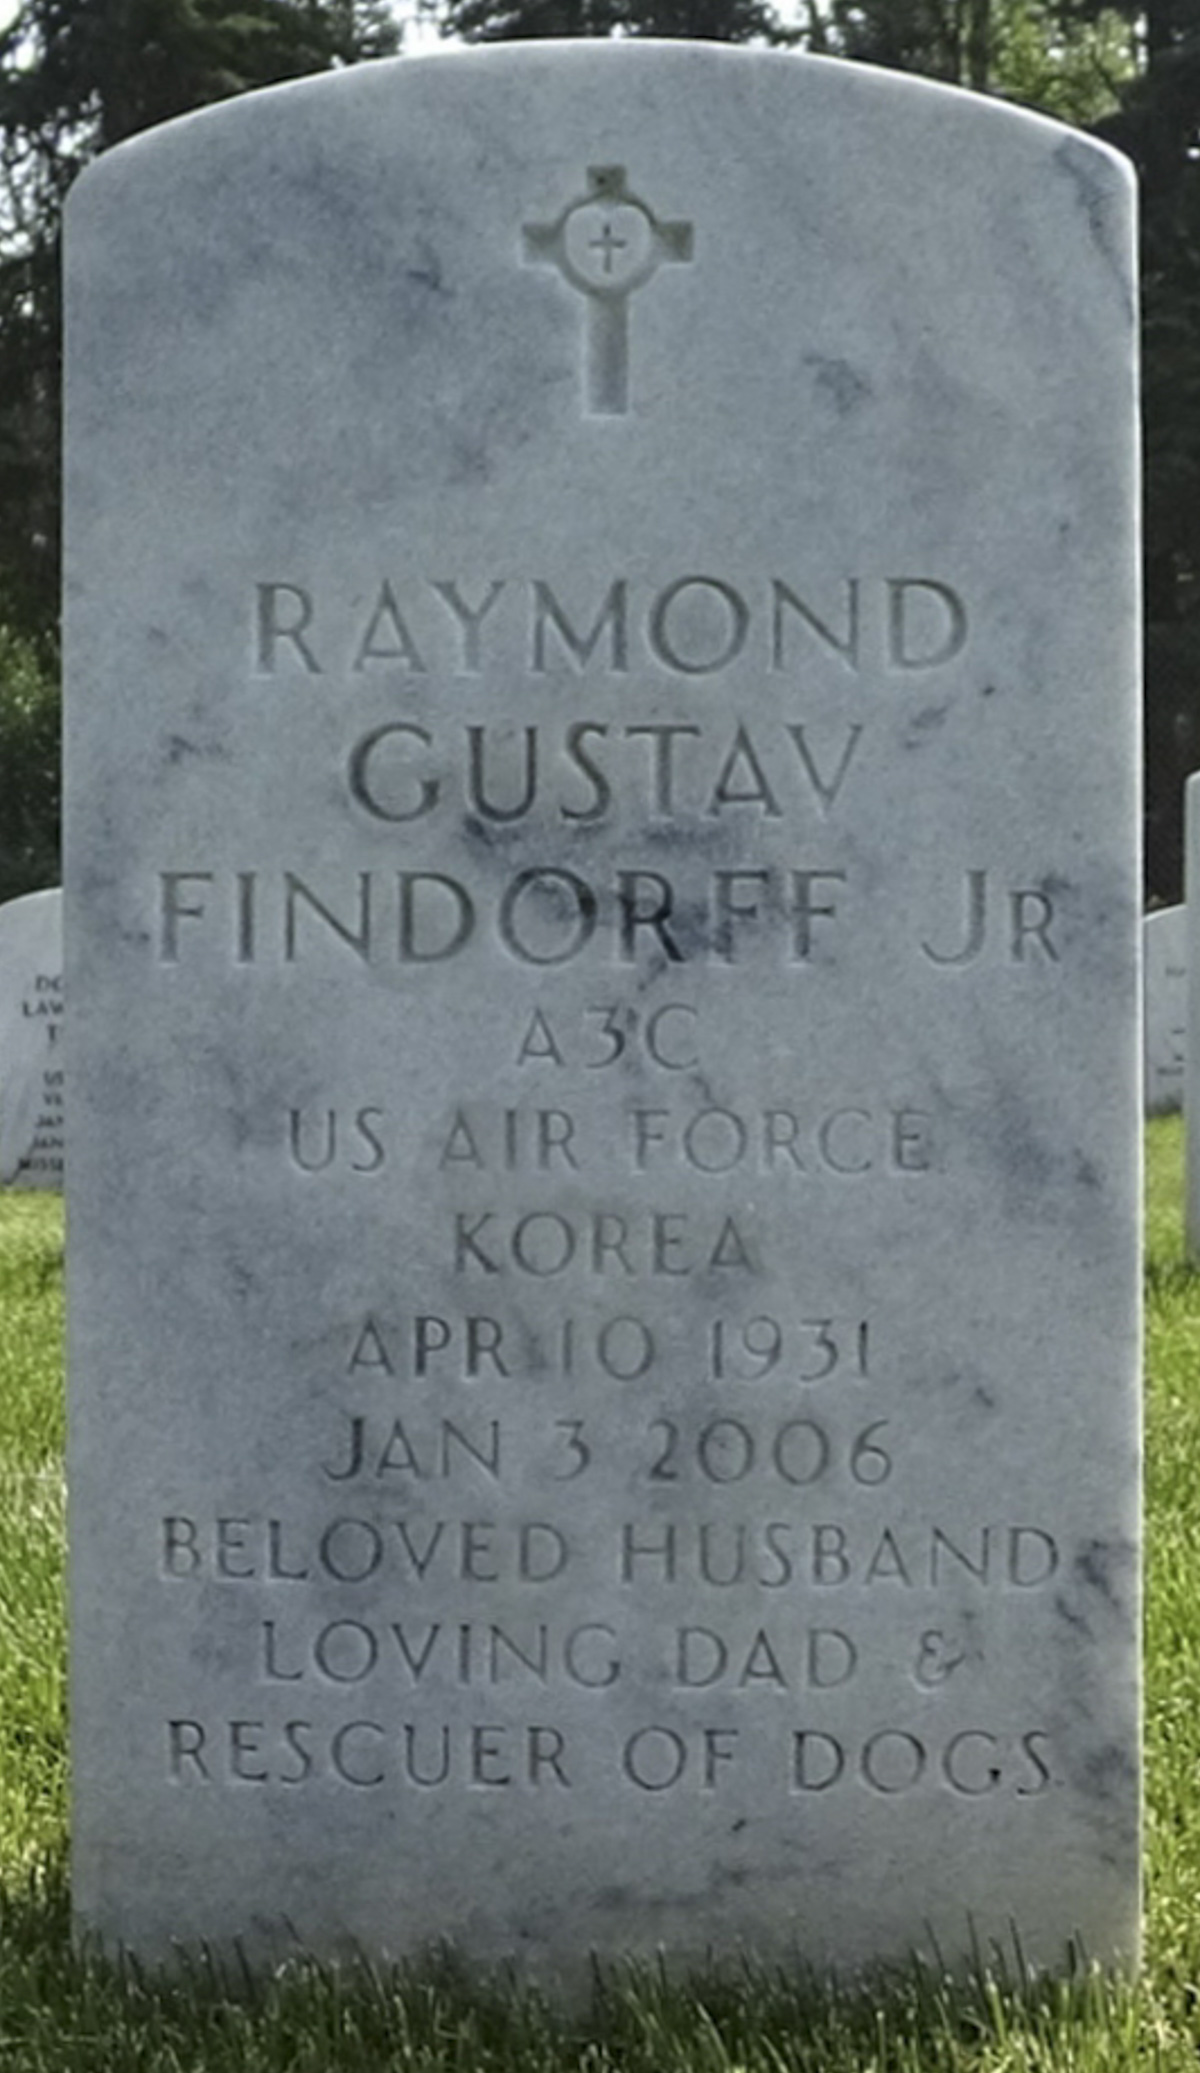 RAYMOND
GUSTAV
FINDORFF JR
A3C
US AIR FORCE
KOREA
APR 10 1931
JAN 3 2006
BELOVED HUSBAND
LOVING DAD &
RESCUER OF DOGS